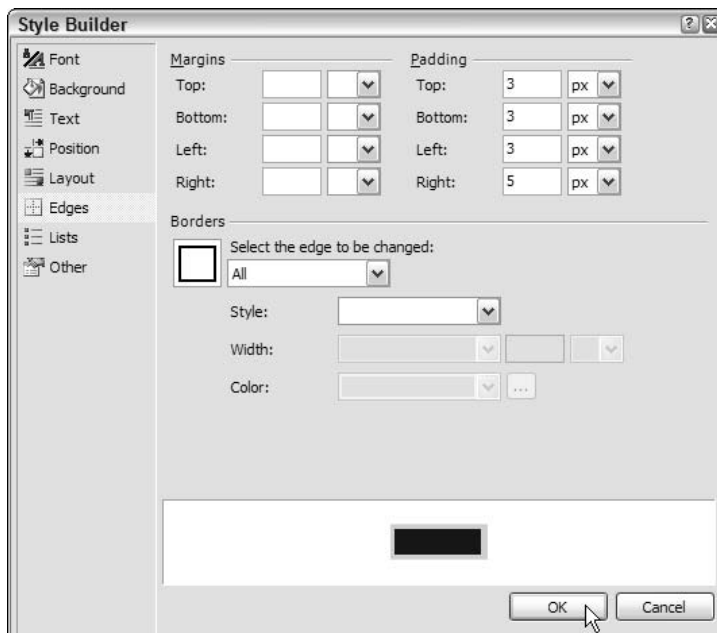 Style Builder
Font
Background
Text
Position
Layout
Edges
Lists
Other
Margins
Top:
Bottom:
Left:
Right:
Padding
Top: 3 px
Bottom: 3 px
Left: 3 px
Right: 5 px
Borders
Select the edge to be changed:
All
Style:
Width:
Color:
...
OK
Cancel